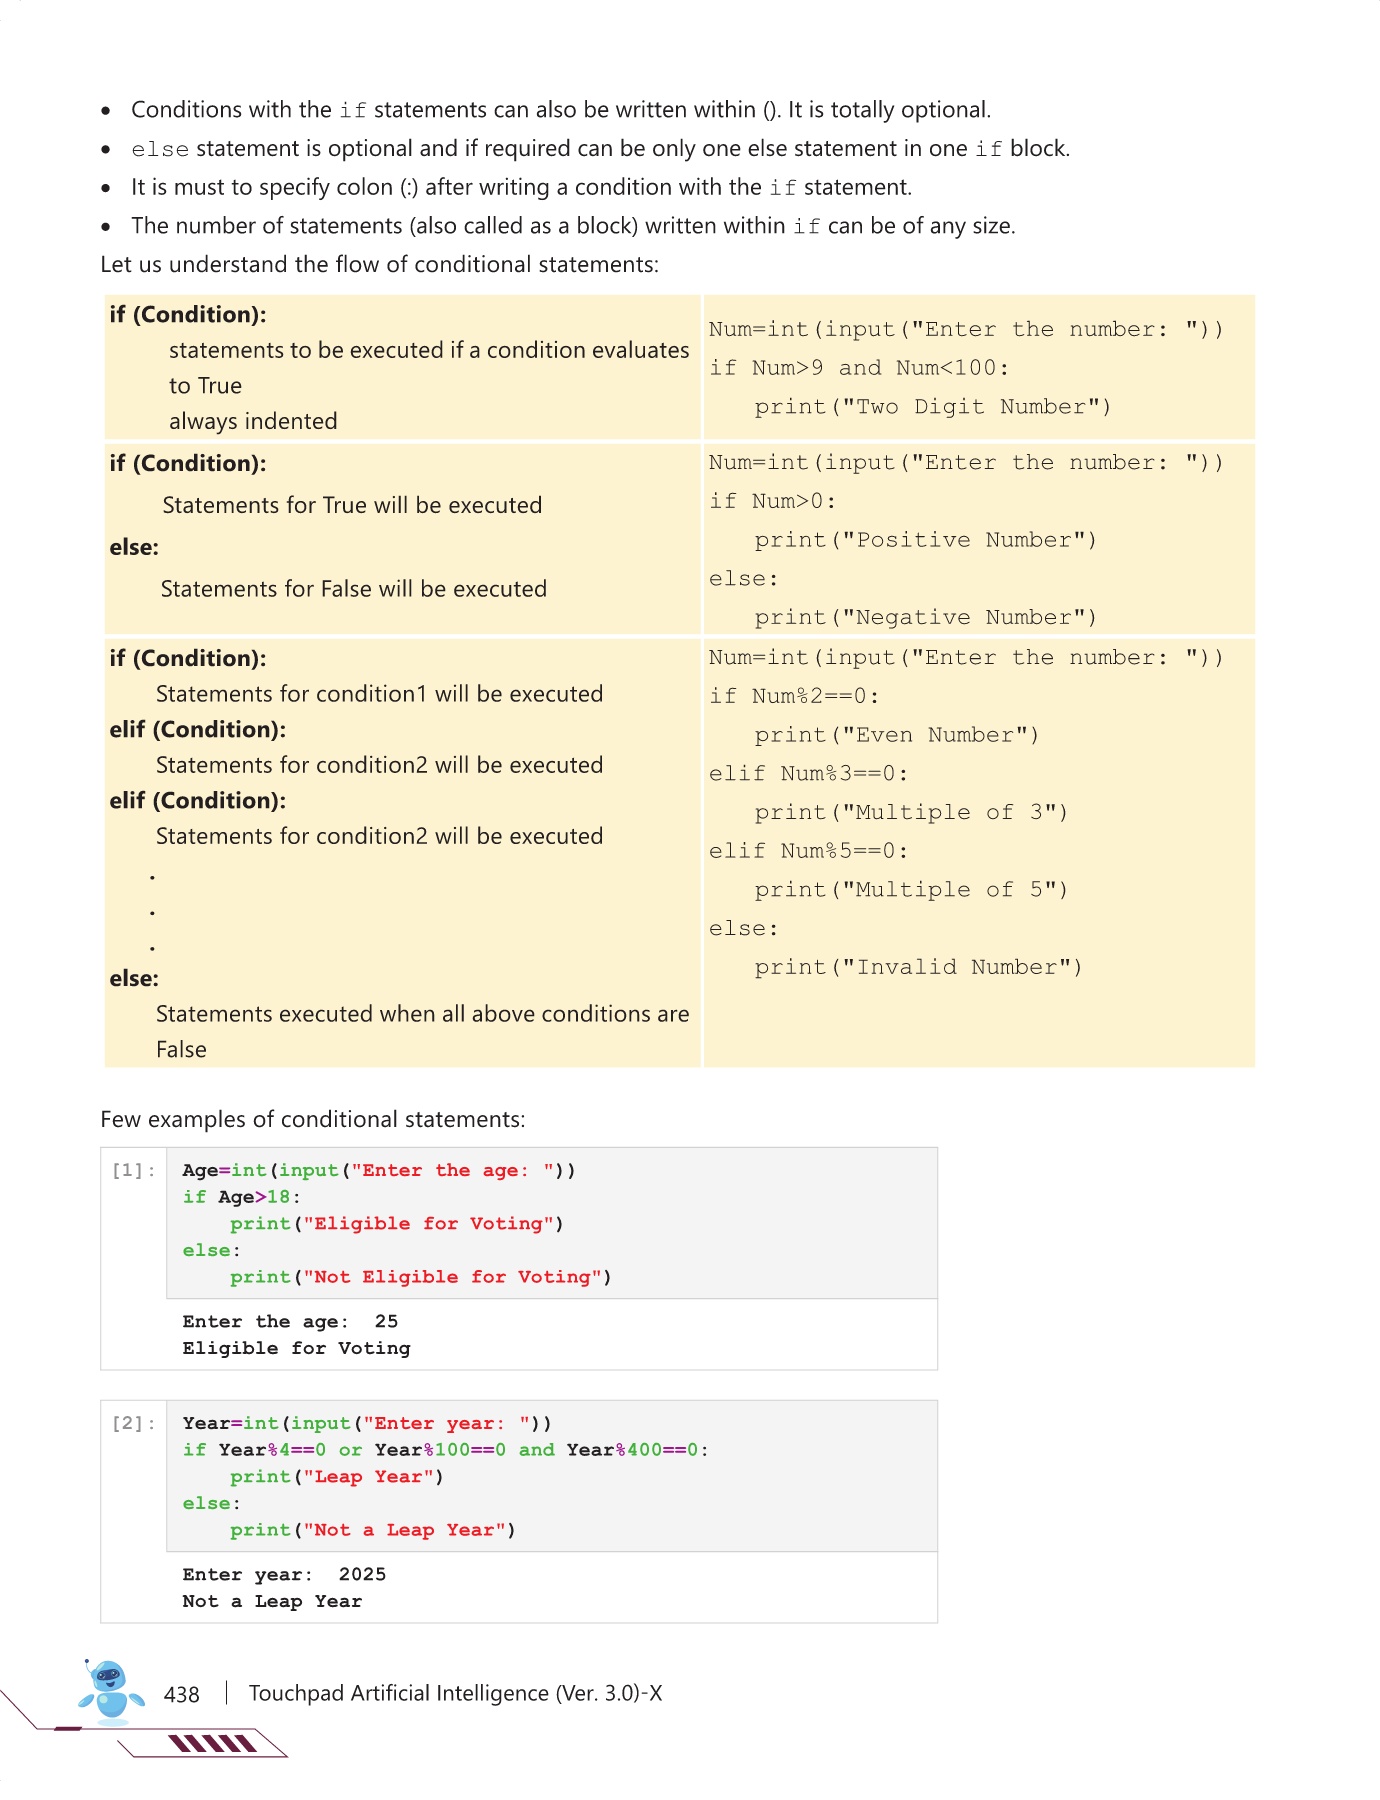 • Conditions with the if statements can also be written within (). It is totally optional.
• else statement is optional and if required can be only one else statement in one if block.
• It is must to specify colon (:) after writing a condition with the if statement.
• The number of statements (also called as a block) written within if can be of any size.
Let us understand the flow of conditional statements:
if (Condition):
statements to be executed if a condition evaluates
to True
always indented
Num=int(input("Enter the number: "))
if Num>9 and Num<100:
print("Two Digit Number")
if (Condition):
Statements for True will be executed
else:
Statements for False will be executed
Num=int(input("Enter the number: "))
if Num>0:
print("Positive Number")
else:
print("Negative Number")
if (Condition):
Statements for condition1 will be executed
elif (Condition):
Statements for condition2 will be executed
elif (Condition):
Statements for condition2 will be executed
.
.
.
else:
Statements executed when all above conditions are
False
Num=int(input("Enter the number: "))
if Num%2==0:
print("Even Number")
elif Num%3==0:
print("Multiple of 3")
elif Num%5==0:
print("Multiple of 5")
else:
print("Invalid Number")
Few examples of conditional statements:
[1]: Age=int(input("Enter the age: "))
if Age>18:
print("Eligible for Voting")
else:
print("Not Eligible for Voting")
Enter the age:  25
Eligible for Voting
[2]: Year=int(input("Enter year: "))
if Year%4==0 or Year%100==0 and Year%400==0:
print("Leap Year")
else:
print("Not a Leap Year")
Enter year:  2025
Not a Leap Year
438 | Touchpad Artificial Intelligence (Ver. 3.0)-X